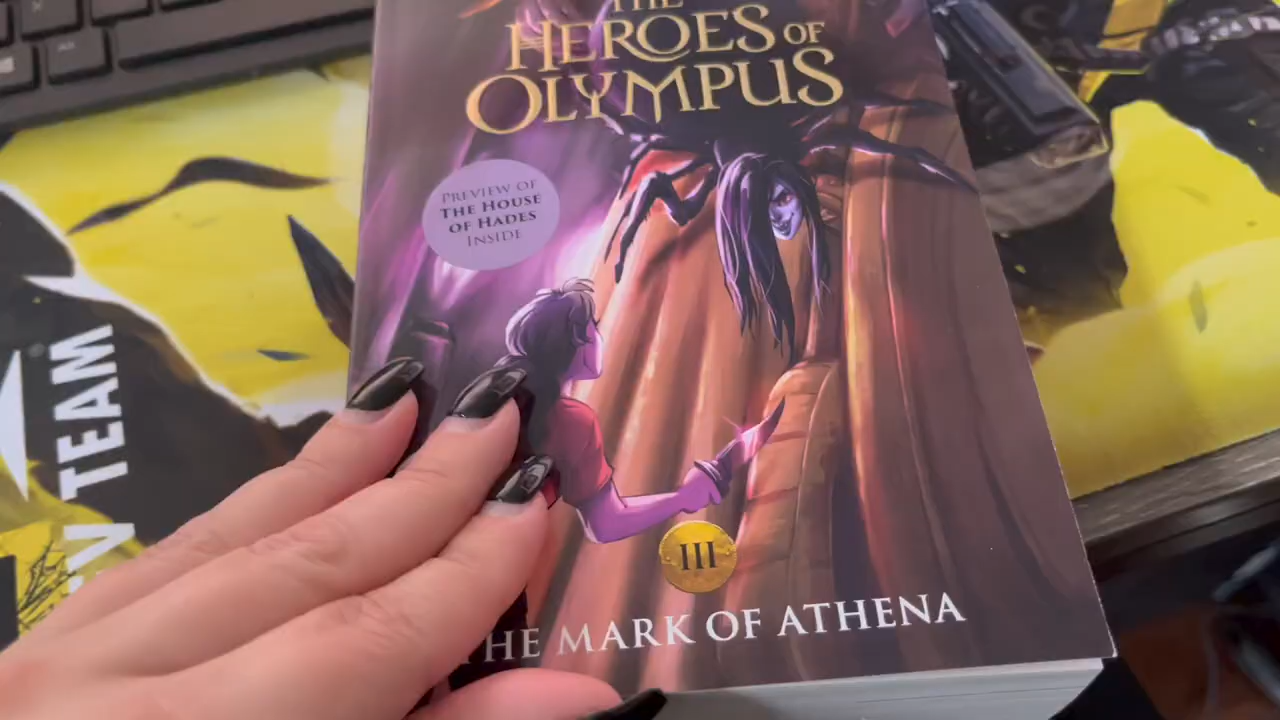 THE
HEROES OF
OLYMPUS
PREVIEW OF
THE HOUSE
OF HADES
INSIDE
III
THE MARK OF ATHENA
TEAM